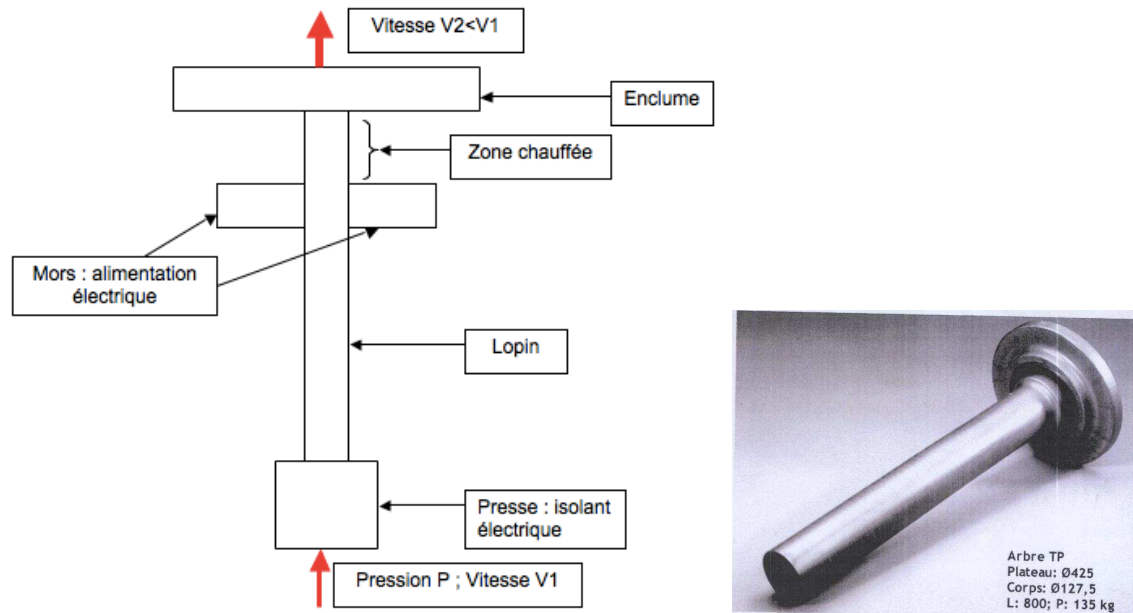 Vitesse V2<V1
Enclume
Zone chauffée
Mors : alimentation
électrique
Lopin
Presse : isolant
électrique
Pression P ; Vitesse V1
Arbre TP
Plateau: Ø425
Corps: Ø127,5
L: 800; P: 135 kg